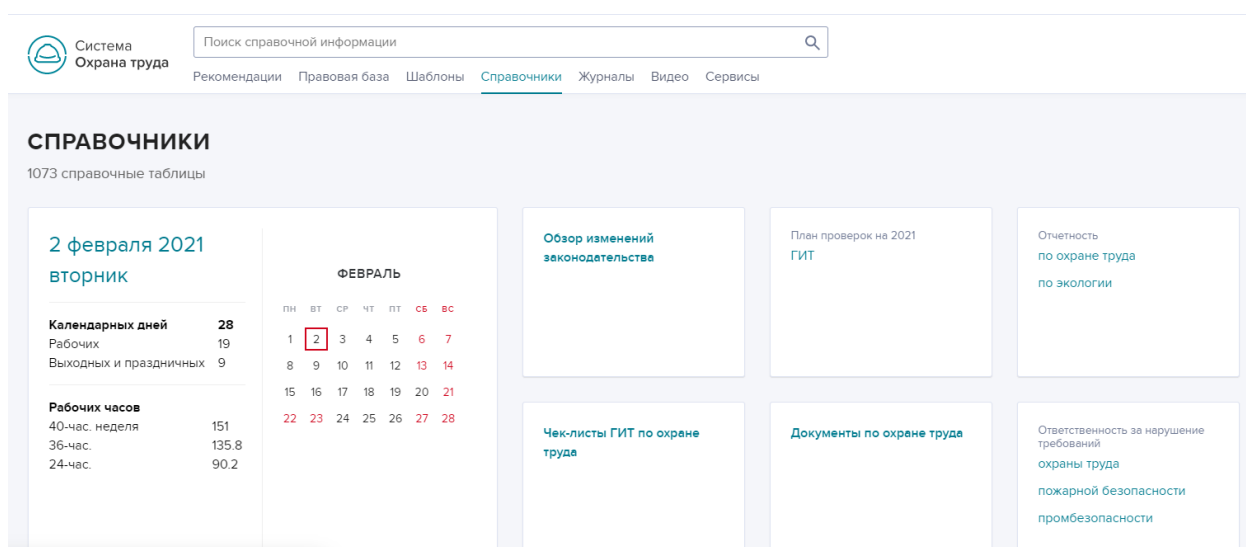 Система
Охрана труда
Поиск справочной информации
Рекомендации Правовая база Шаблоны Справочники Журналы Видео Сервисы
СПРАВОЧНИКИ
1073 справочные таблицы
2 февраля 2021
вторник
Календарных дней 28
Рабочих 19
Выходных и праздничных 9
Рабочих часов
40-час. неделя 151
36-час. 135.8
24-час. 90.2
ФЕВРАЛЬ
ПН ВТ СР ЧТ ПТ СБ ВС
1 2 3 4 5 6 7
8 9 10 11 12 13 14
15 16 17 18 19 20 21
22 23 24 25 26 27 28
Обзор изменений
законодательства
План проверок на 2021
ГИТ
Отчетность
по охране труда
по экологии
Чек-листы ГИТ по охране
труда
Документы по охране труда
Ответственность за нарушение
требований
охраны труда
пожарной безопасности
промбезопасности